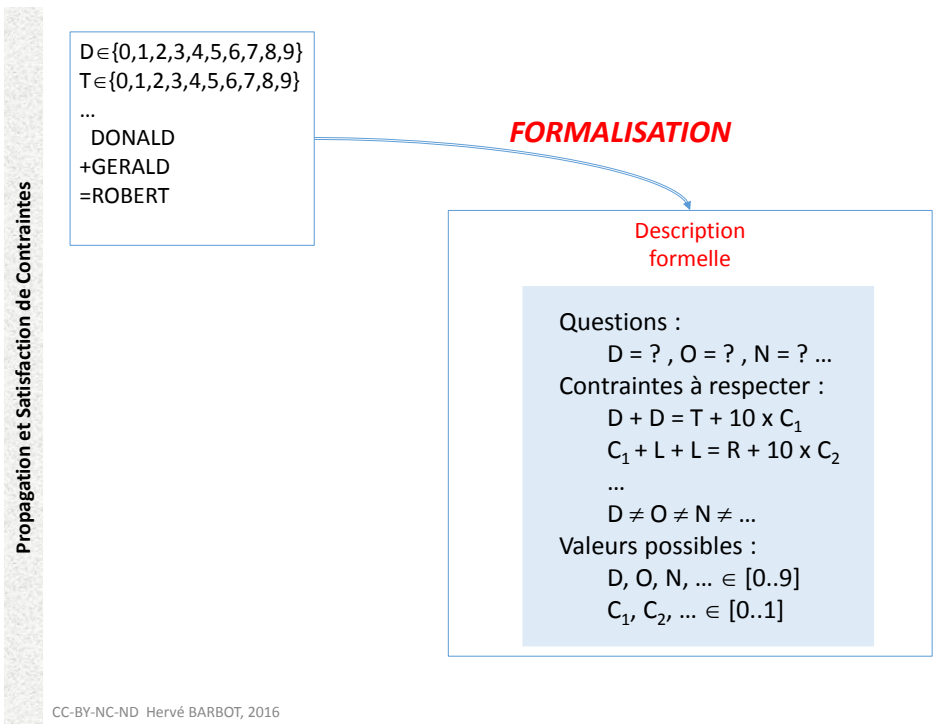 Propagation et Satisfaction de Contraintes
D∈{0,1,2,3,4,5,6,7,8,9}
T∈{0,1,2,3,4,5,6,7,8,9}
...
DONALD
+GERALD
=ROBERT
FORMALISATION
Description
formelle
Questions :
D = ? , O = ? , N = ? ...
Contraintes à respecter :
D + D = T + 10 x C₁
C₁ + L + L = R + 10 x C₂
...
D ≠ O ≠ N ≠ ...
Valeurs possibles :
D, O, N, ... ∈ [0..9]
C₁, C₂, ... ∈ [0..1]
CC-BY-NC-ND Hervé BARBOT, 2016